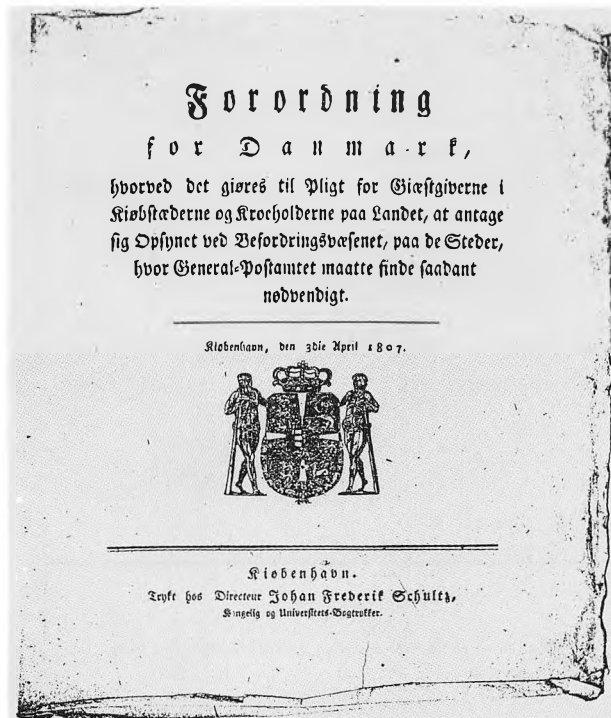 Forordning
for Danmark,
hvorved det giøres til Pligt for Giæstgiverne i
Kiøbstæderne og Krocholderne paa Landet, at antage
sig Opsynet ved Befordringsvæsenet, paa de Steder,
hvor General-Postamtet maatte finde saadant
nødvendigt.
Kiøbenhavn, den 3die April 1807.
Kiøbenhavn.
Trykt hos Directeur Johan Frederik Schultz,
Kongelig og Universitets-Bogtrykker.